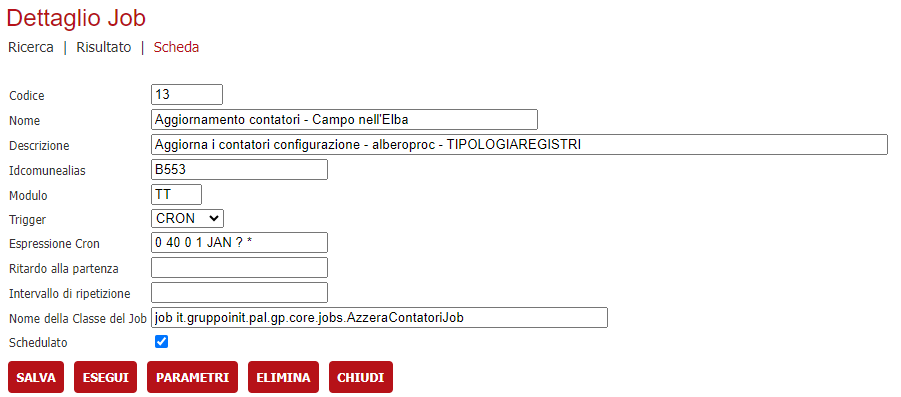 Dettaglio Job
Ricerca | Risultato | Scheda
Codice 13
Nome Aggiornamento contatori - Campo nell'Elba
Descrizione Aggiorna i contatori configurazione - alberoproc - TIPOLOGIAREGISTRI
Idcomunealias B553
Modulo TT
Trigger CRON
Espressione Cron 0 40 0 1 JAN ? *
Ritardo alla partenza
Intervallo di ripetizione
Nome della Classe del Job job it.gruppoinit.pal.gp.core.jobs.AzzeraContatoriJob
Schedulato
SALVA ESEGUI PARAMETRI ELIMINA CHIUDI